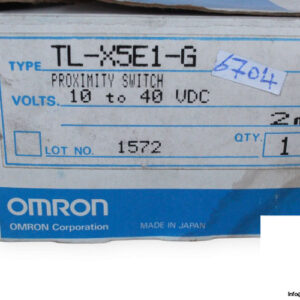 TYPE TL-X5E1-G 6704
PROXIMITY SWITCH
VOLTS. 10 to 40 VDC
QTY. 1
LOT NO. 1572
OMRON
OMRON Corporation MADE IN JAPAN